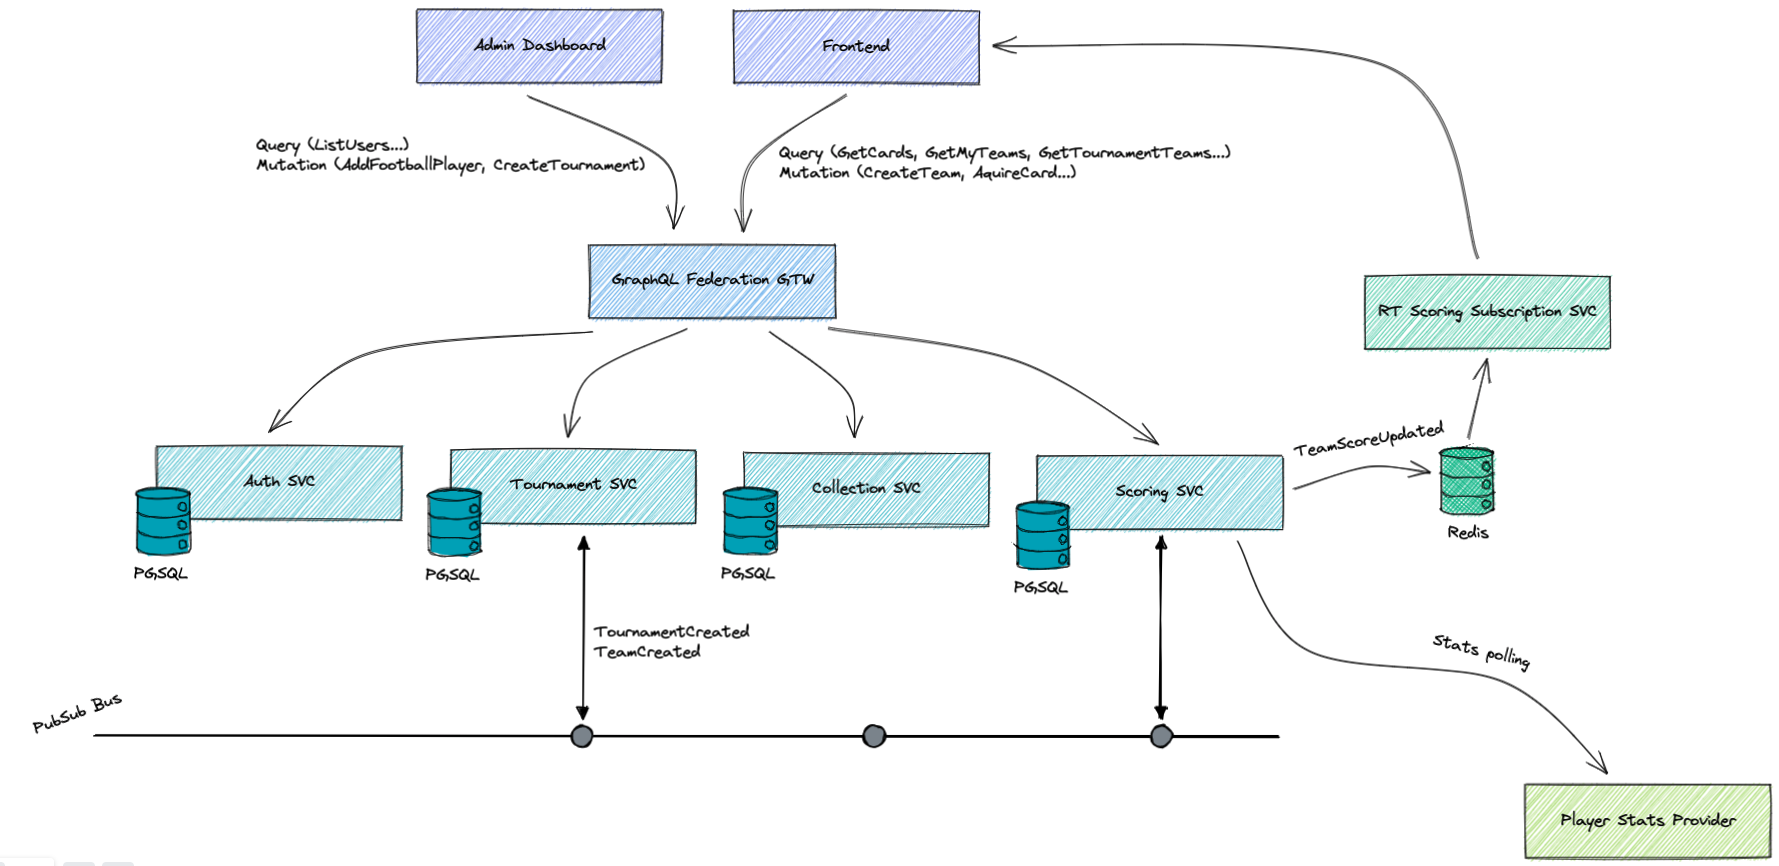 Admin Dashboard
Frontend
Query (ListUsers...)
Mutation (AddFootballPlayer, CreateTournament)
Query (GetCards, GetMyTeams, GetTournamentTeams...)
Mutation (CreateTeam, AquireCard...)
GraphQL Federation GTW
RT Scoring Subscription SVC
Auth SVC
Tournament SVC
Collection SVC
Scoring SVC
TeamScoreUpdated
Redis
PGSQL
PGSQL
PGSQL
PGSQL
TournamentCreated
TeamCreated
Stats polling
PubSub Bus
Player Stats Provider